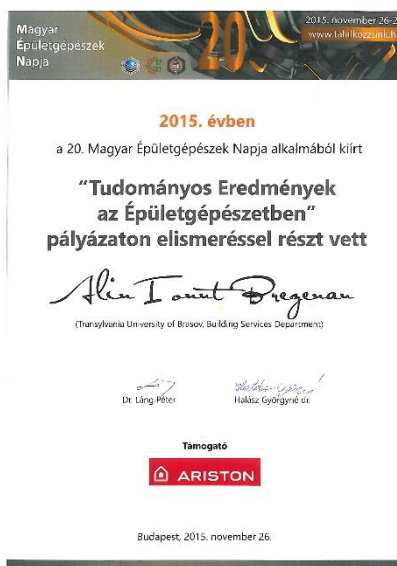 Magyar
Épületgépészek
Napja
20
2015. november 26-2
www.talalkozzunk.h
2015. évben
a 20. Magyar Épületgépészek Napja alkalmából kiírt
"Tudományos Eredmények
az Épületgépészetben"
pályázaton elismeréssel részt vett
Alin Ionut Bregenan
(Transylvania University of Brasov, Building Services Department)
Dr. Láng Péter
Halász Györgyné dr.
Támogató
ARISTON
Budapest, 2015. november 26.